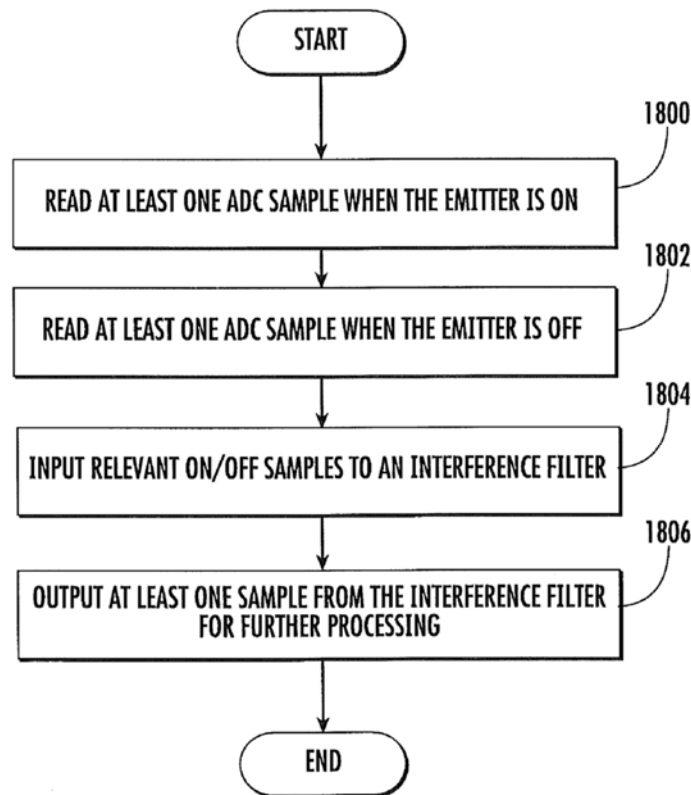 START
1800
READ AT LEAST ONE ADC SAMPLE WHEN THE EMITTER IS ON
1802
READ AT LEAST ONE ADC SAMPLE WHEN THE EMITTER IS OFF
1804
INPUT RELEVANT ON/OFF SAMPLES TO AN INTERFERENCE FILTER
1806
OUTPUT AT LEAST ONE SAMPLE FROM THE INTERFERENCE FILTER
FOR FURTHER PROCESSING
END